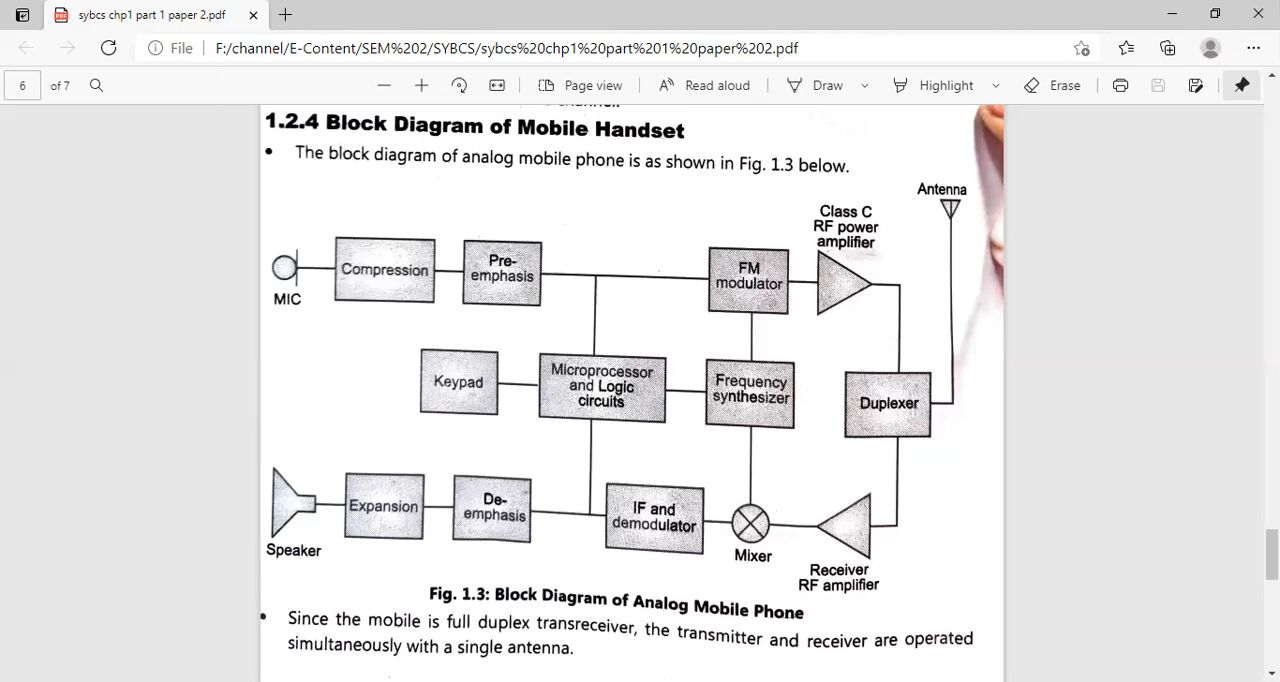 sybcs chp1 part 1 paper 2.pdf
File F:/channel/E-Content/SEM%202/SYBCS/sybcs%20chp1%20part%201%20paper%202.pdf
6 of 7 Page view Read aloud Draw Highlight Erase
1.2.4 Block Diagram of Mobile Handset
• The block diagram of analog mobile phone is as shown in Fig. 1.3 below.
Antenna
Class C
RF power
amplifier
MIC
Compression
Pre-
emphasis
FM
modulator
Keypad
Microprocessor
and Logic
circuits
Frequency
synthesizer
Duplexer
Speaker
Expansion
De-
emphasis
IF and
demodulator
Mixer
Receiver
RF amplifier
Fig. 1.3: Block Diagram of Analog Mobile Phone
• Since the mobile is full duplex transreceiver, the transmitter and receiver are operated
simultaneously with a single antenna.